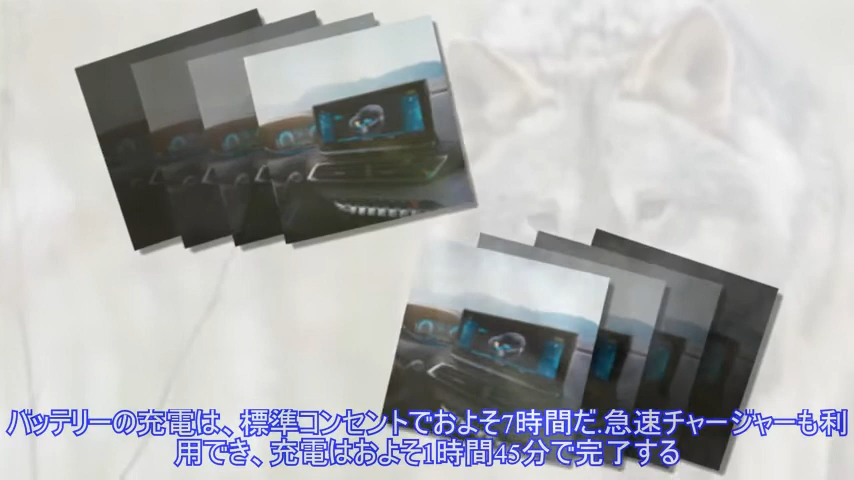 バッテリーの充電は、標準コンセントでおよそ7時間だ.急速チャージャーも利
用でき、充電はおよそ1時間45分で完了する